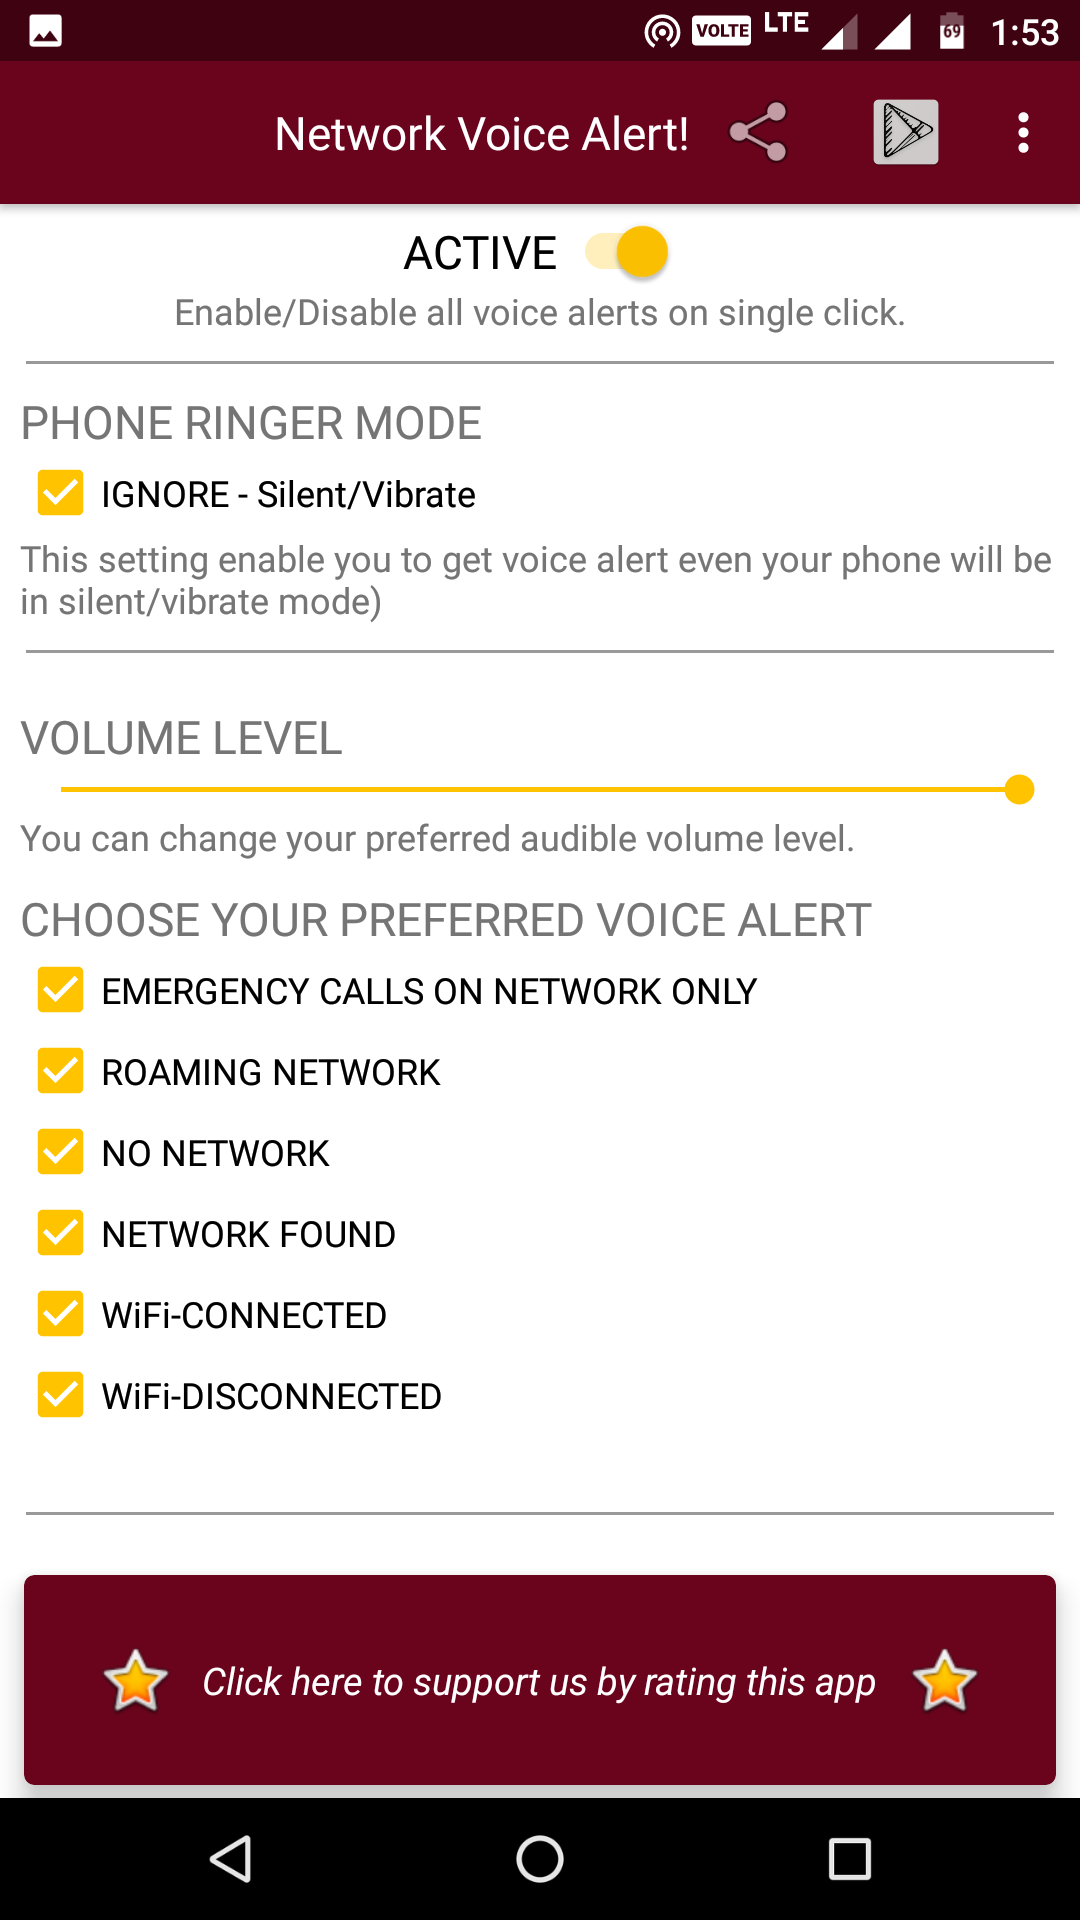 VOLTE LTE 69 1:53
Network Voice Alert!
ACTIVE
Enable/Disable all voice alerts on single click.
PHONE RINGER MODE
IGNORE - Silent/Vibrate
This setting enable you to get voice alert even your phone will be
in silent/vibrate mode)
VOLUME LEVEL
You can change your preferred audible volume level.
CHOOSE YOUR PREFERRED VOICE ALERT
EMERGENCY CALLS ON NETWORK ONLY
ROAMING NETWORK
NO NETWORK
NETWORK FOUND
WiFi-CONNECTED
WiFi-DISCONNECTED
Click here to support us by rating this app